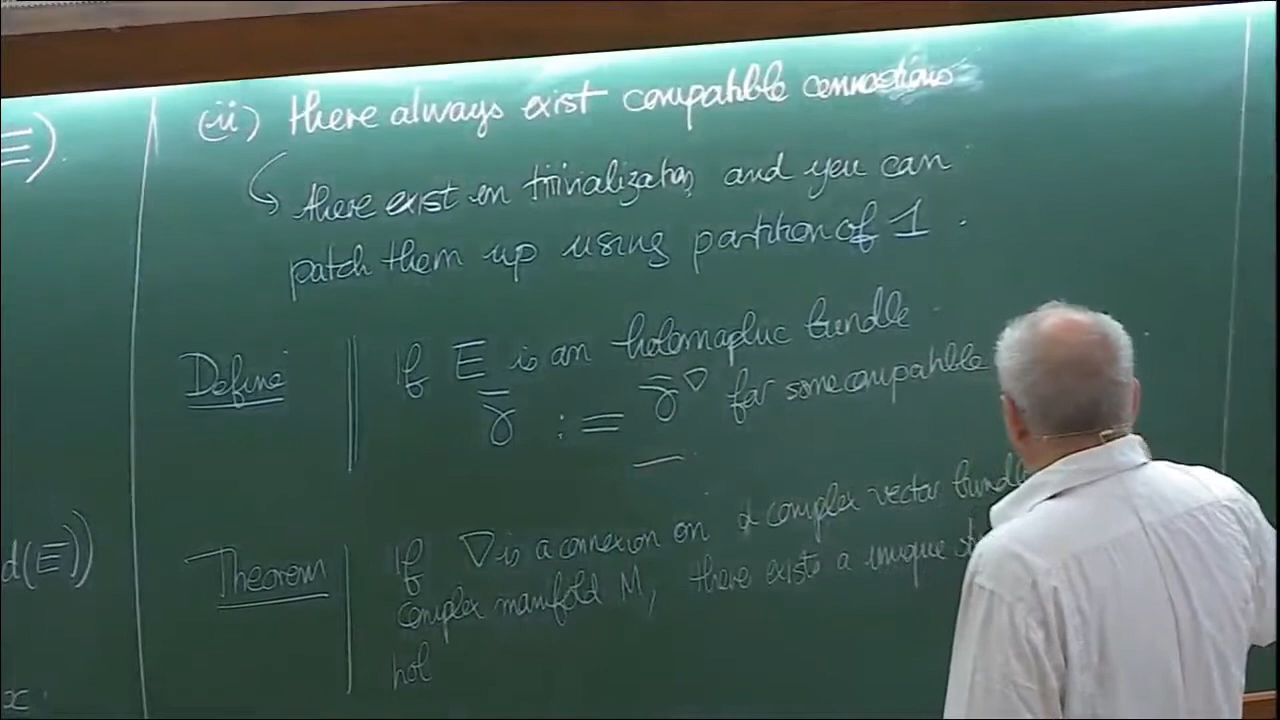 E).
(ii) there always exist compatible connections
there exist on trivialization, and you can
patch them up using partition of 1.
Define
If E is an holomorphic bundle
∂̄ := ∂̄^∇ for some compatible
Theorem
If ∇ is a connexion on a complex vector bundle
complex manifold M, there exists a unique
hol
d(E))
x